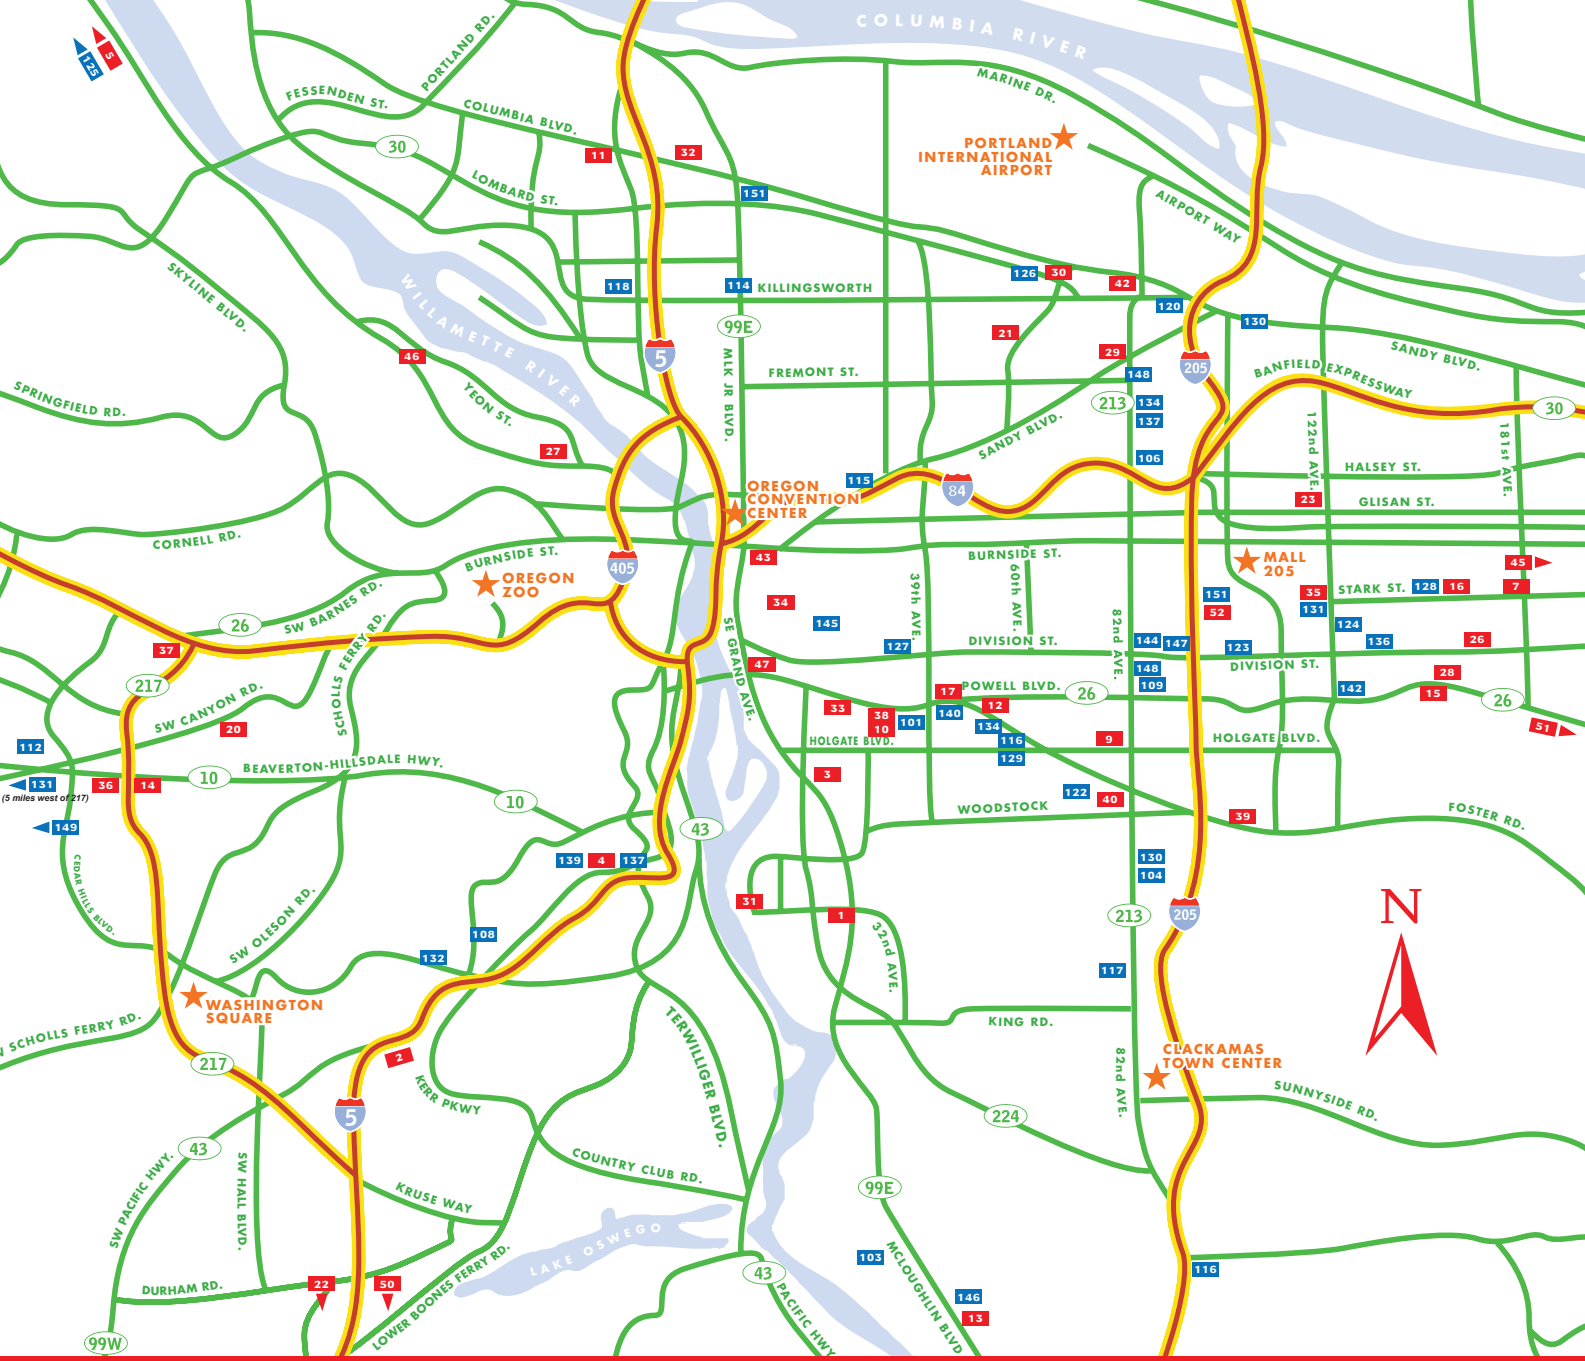 COLUMBIA RIVER
PORTLAND RD.
5
125
MARINE DR.
FESSENDEN ST.
COLUMBIA BLVD.
30
11
32
PORTLAND
INTERNATIONAL
AIRPORT
LOMBARD ST.
151
AIRPORT WAY
SKYLINE BLVD.
WILLAMETTE RIVER
118
114
KILLINGSWORTH
126
30
42
120
130
99E
21
SANDY BLVD.
46
5
MLK JR BLVD.
FREMONT ST.
29
148
205
BANFIELD EXPRESSWAY
SPRINGFIELD RD.
YEON ST.
213
134
137
30
SANDY BLVD.
122nd AVE.
181st AVE.
27
106
HALSEY ST.
115
84
OREGON
CONVENTION
CENTER
23
GLISAN ST.
CORNELL RD.
BURNSIDE ST.
405
43
BURNSIDE ST.
MALL
205
45
OREGON
ZOO
39th AVE.
60th AVE.
151
52
35
131
STARK ST.
128
16
7
SW BARNES RD.
26
34
145
SE GRAND AVE.
82nd AVE.
124
37
SCHOLLS FERRY RD.
127
DIVISION ST.
144
147
123
136
26
47
148
DIVISION ST.
217
109
28
SW CANYON RD.
17
POWELL BLVD.
26
142
15
26
20
33
38
10
101
140
12
134
51
112
HOLGATE BLVD.
116
129
9
HOLGATE BLVD.
131
(5 miles west of 217)
36
14
10
BEAVERTON-HILLSDALE HWY.
3
10
WOODSTOCK
122
40
39
FOSTER RD.
149
43
CEDAR HILLS BLVD.
139
4
137
130
104
SW OLESON RD.
31
1
213
205
N
108
132
32nd AVE.
117
WASHINGTON
SQUARE
W SCHOLLS FERRY RD.
KING RD.
TERWILLIGER BLVD.
217
2
CLACKAMAS
TOWN CENTER
82nd AVE.
KERR PKWY
5
224
SUNNYSIDE RD.
43
SW PACIFIC HWY.
SW HALL BLVD.
COUNTRY CLUB RD.
KRUSE WAY
99E
LAKE OSWEGO
103
MCLOUGHLIN BLVD
116
DURHAM RD.
22
50
LOWER BOONES FERRY RD.
43
PACIFIC HWY
146
13
99W